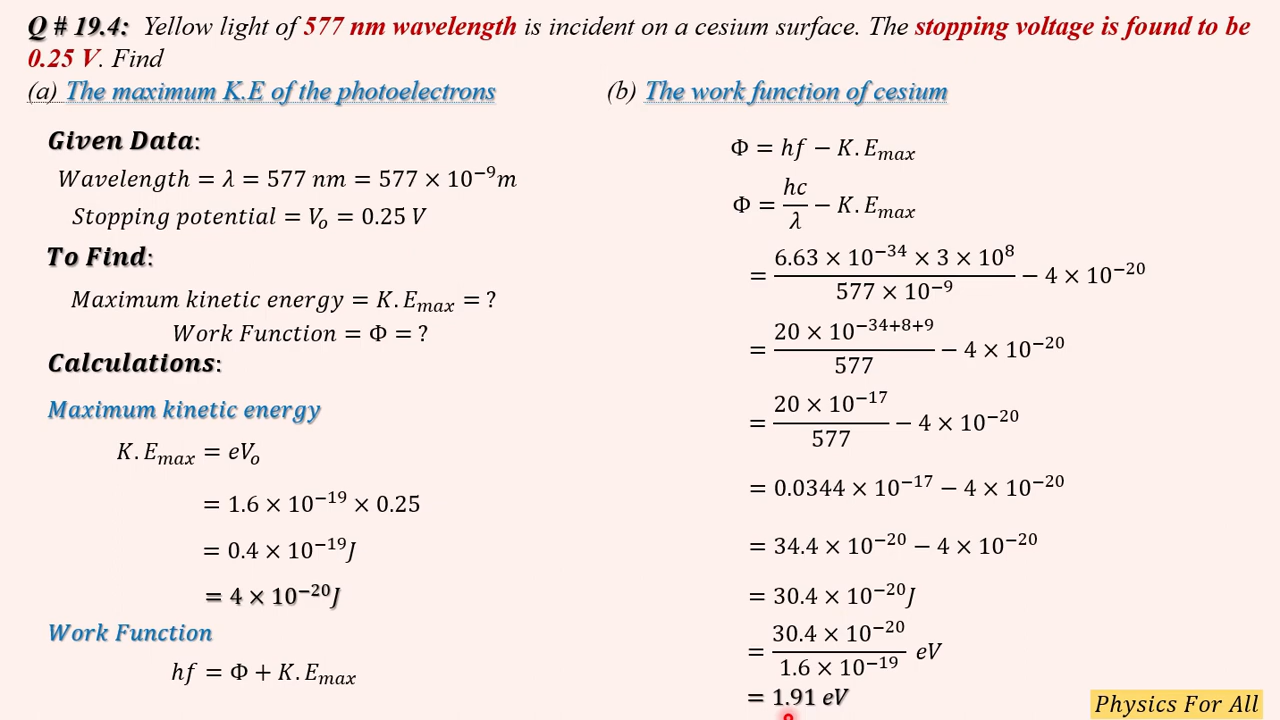 Q # 19.4: Yellow light of 577 nm wavelength is incident on a cesium surface. The stopping voltage is found to be
0.25 V. Find
(a) The maximum K.E of the photoelectrons
Given Data:
Wavelength = λ = 577 nm = 577 × 10⁻⁹m
Stopping potential = Vₒ = 0.25 V
To Find:
Maximum kinetic energy = K.Eₘₐₓ = ?
Work Function = Φ = ?
Calculations:
Maximum kinetic energy
K.Eₘₐₓ = eVₒ
= 1.6 × 10⁻¹⁹ × 0.25
= 0.4 × 10⁻¹⁹J
= 4 × 10⁻²⁰J
Work Function
hf = Φ + K.Eₘₐₓ
(b) The work function of cesium
Φ = hf − K.Eₘₐₓ
Φ = hc/λ − K.Eₘₐₓ
= 6.63 × 10⁻³⁴ × 3 × 10⁸ / 577 × 10⁻⁹ − 4 × 10⁻²⁰
= 20 × 10⁻³⁴⁺⁸⁺⁹ / 577 − 4 × 10⁻²⁰
= 20 × 10⁻¹⁷ / 577 − 4 × 10⁻²⁰
= 0.0344 × 10⁻¹⁷ − 4 × 10⁻²⁰
= 34.4 × 10⁻²⁰ − 4 × 10⁻²⁰
= 30.4 × 10⁻²⁰J
= 30.4 × 10⁻²⁰ / 1.6 × 10⁻¹⁹ eV
= 1.91 eV
Physics For All